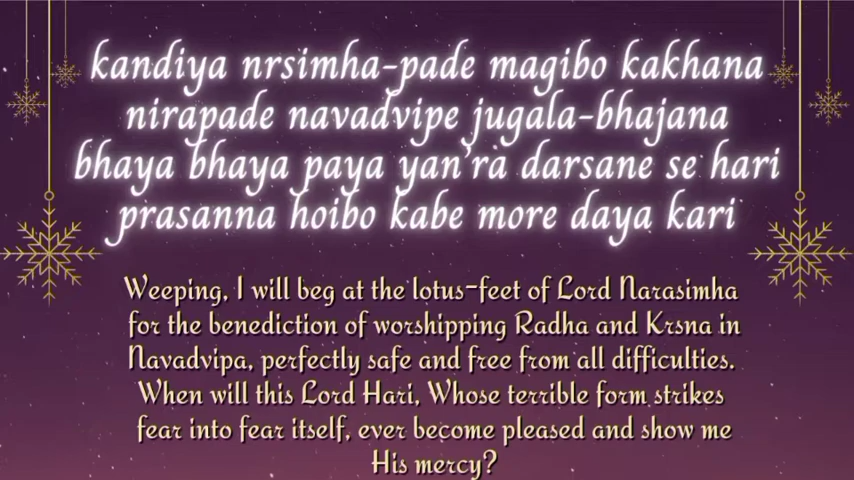 kandiya nrsimha-pade magibo kakhana
nirapade navadvipe jugala-bhajana
bhaya bhaya paya yan'ra darsane se hari
prasanna hoibo kabe more daya kari
Weeping, I will beg at the lotus-feet of Lord Narasimha
for the benediction of worshipping Radha and Krsna in
Navadvipa, perfectly safe and free from all difficulties.
When will this Lord Hari, Whose terrible form strikes
fear into fear itself, ever become pleased and show me
His mercy?